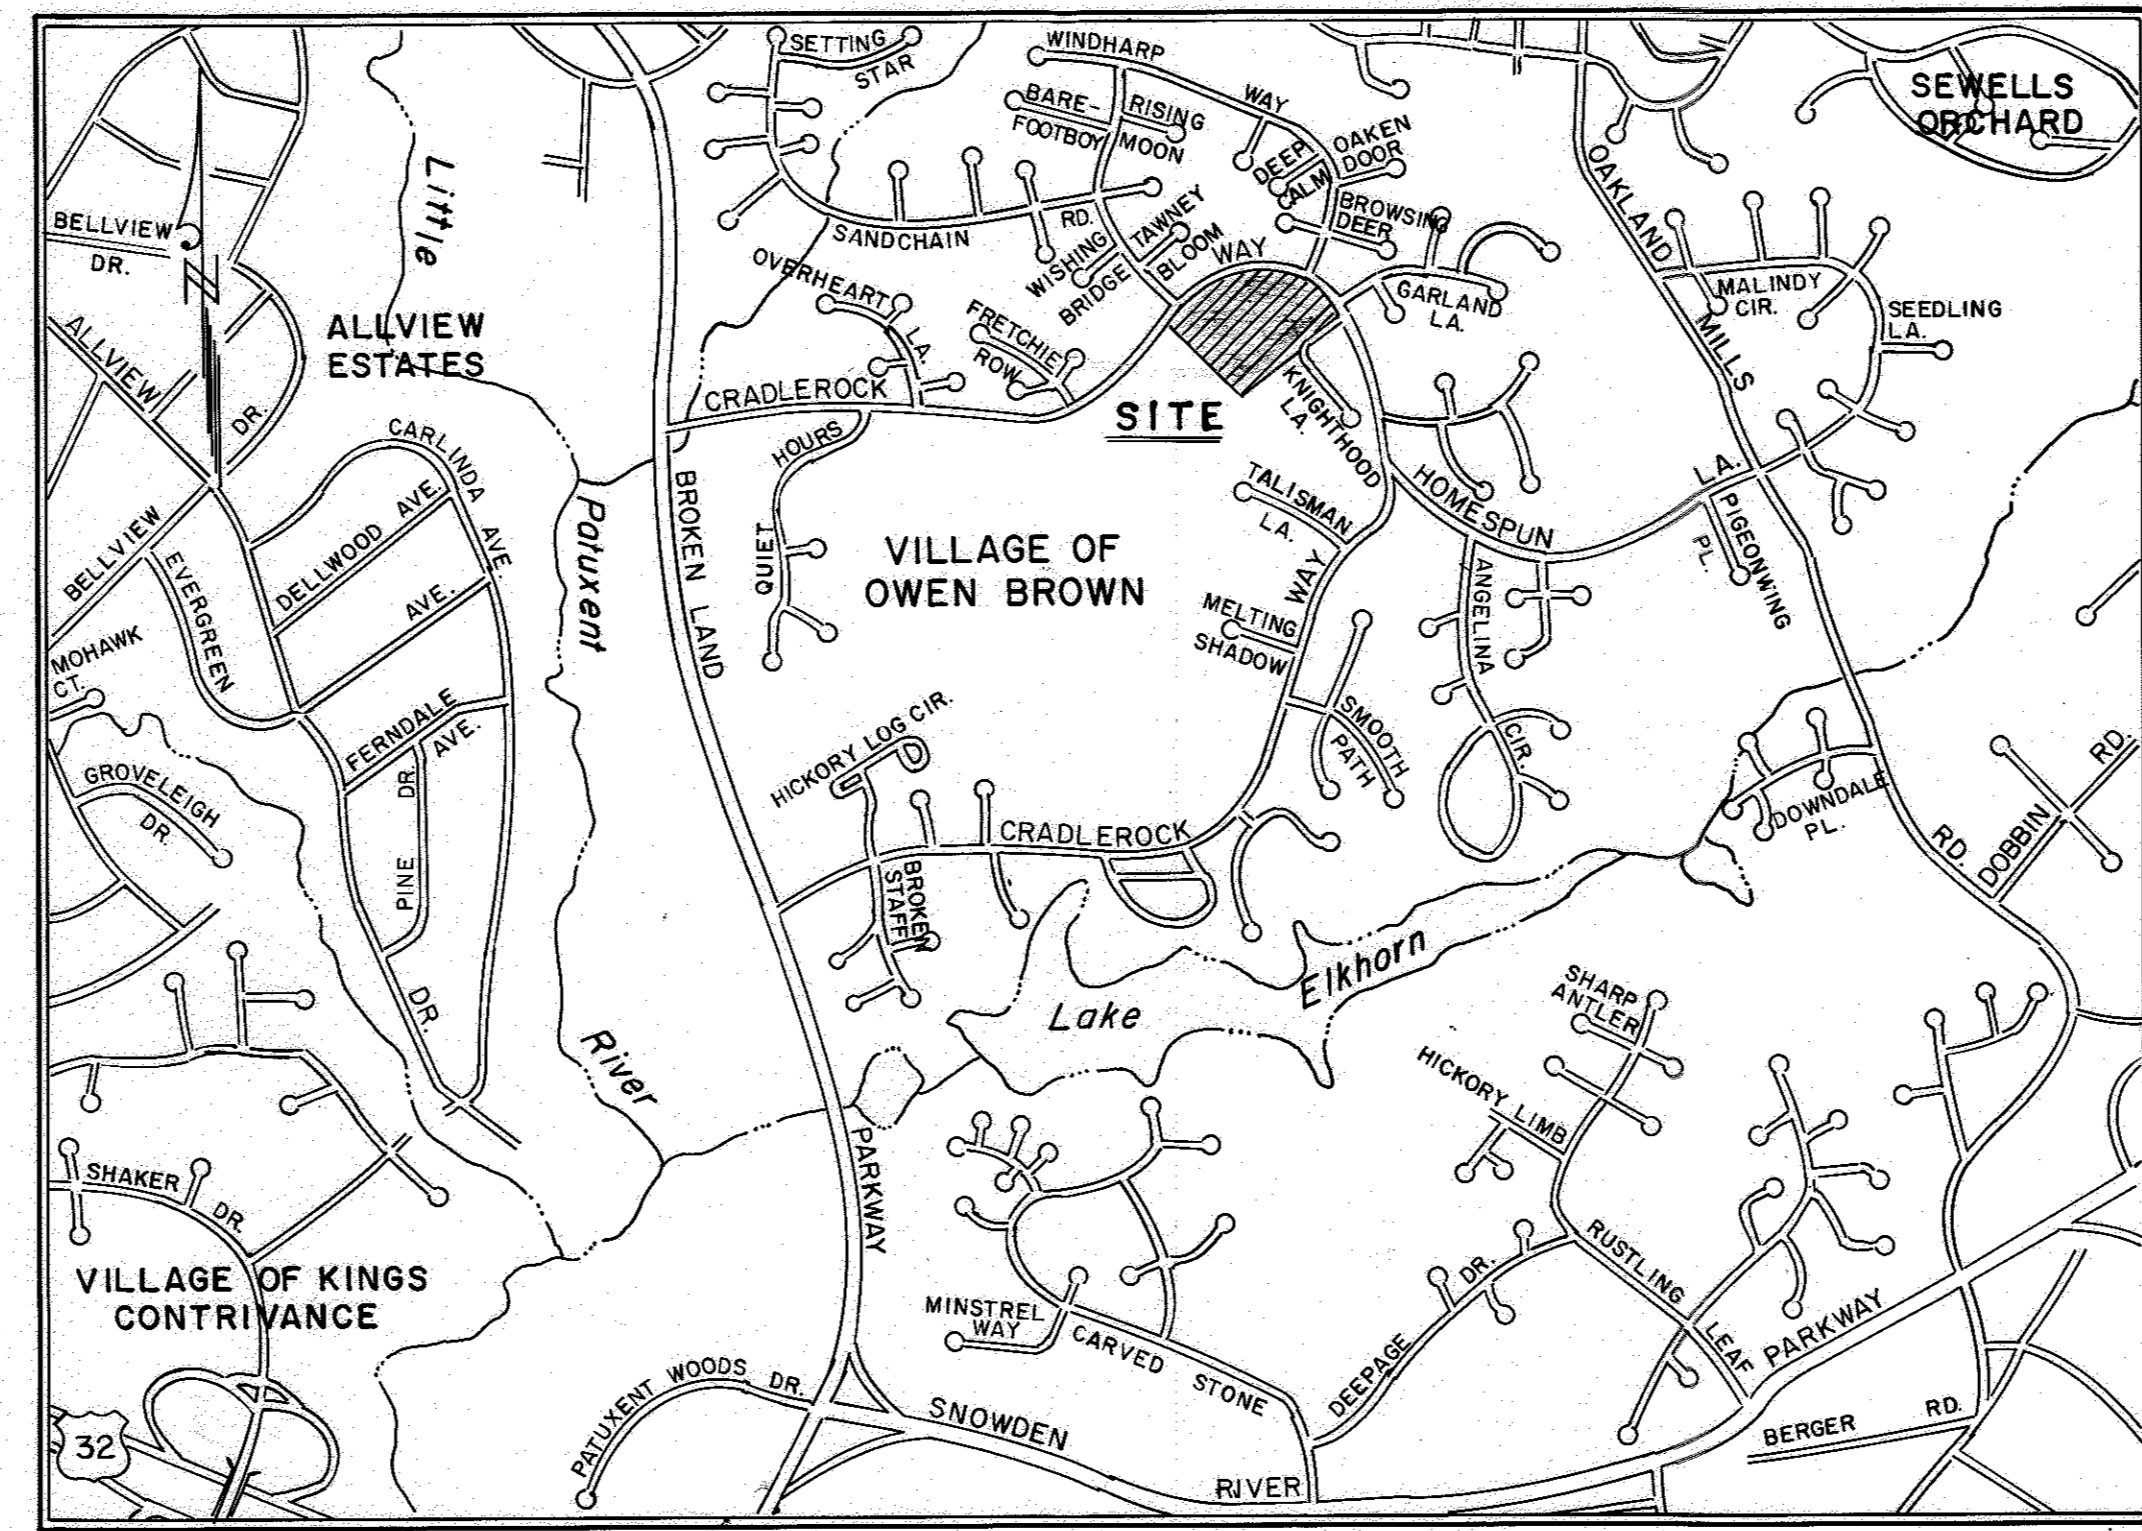 SETTING
STAR
WINDHARP
WAY
BARE-
FOOTBOY
RISING
MOON
DEEP
CALM
OAKEN
DOOR
BROWSING
DEER
SEWELLS
ORCHARD
OAKLAND
MILLS
RD.
Little
Patuxent
River
BELLVIEW
DR.
N
ALLVIEW
DR.
ALLVIEW
ESTATES
SANDCHAIN
RD.
WISHING
BRIDGE
TAWNEY
BLOOM
WAY
OVERHEART
LA.
FRETCHIE
ROW
GARLAND
LA.
MALINDY
CIR.
SEEDLING
LA.
CRADLEROCK
HOURS
QUIET
SITE
KNIGHTHOOD
LA.
CARLINDA
AVE
DELLWOOD AVE.
AVE.
BELLVIEW
EVERGREEN
MOHAWK
CT.
FERNDALE
AVE.
PINE DR.
GROVELEIGH
DR.
DR.
BROKEN LAND
PARKWAY
VILLAGE OF
OWEN BROWN
TALISMAN
LA.
WAY
HOMESPUN
LA.
PIGEONWING
PL.
ANGELINA
CIR.
MELTING
SHADOW
SMOOTH
PATH
HICKORY LOG CIR.
CRADLEROCK
BROKEN
STAFF
DOWNDALE
PL.
DOBBIN
RD.
Lake
Elkhorn
SHARP
ANTLER
HICKORY LIMB
RUSTLING
LEAF
SHAKER
DR.
VILLAGE OF KINGS
CONTRIVANCE
32
MINSTREL
WAY
CARVED
STONE
DEEPAGE
DR.
PATUXENT WOODS DR.
SNOWDEN
RIVER
PARKWAY
BERGER RD.